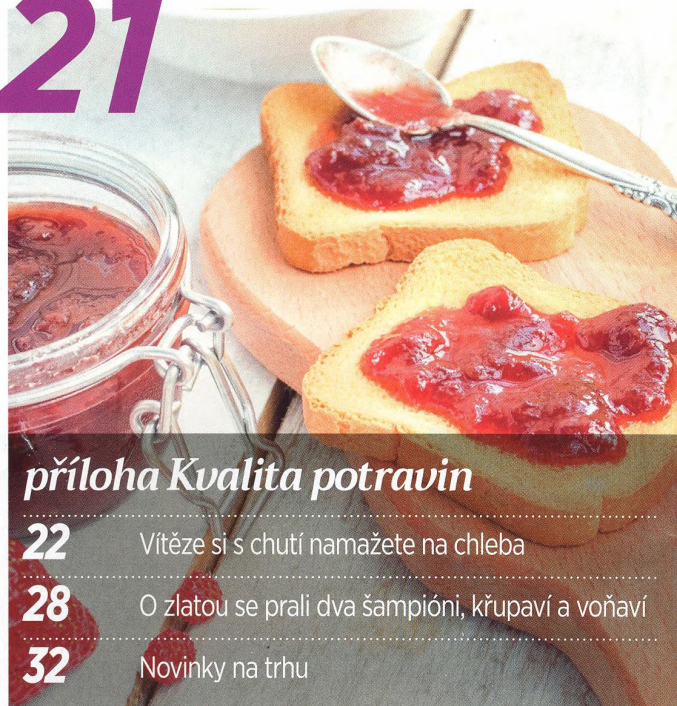 21
příloha Kvalita potravin
22 Vítěze si s chutí namažete na chleba
28 O zlatou se prali dva šampióni, křupaví a voňaví
32 Novinky na trhu